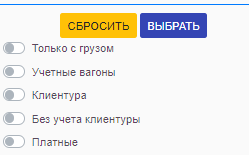 СБРОСИТЬ ВЫБРАТЬ
Только с грузом
Учетные вагоны
Клиентура
Без учета клиентуры
Платные